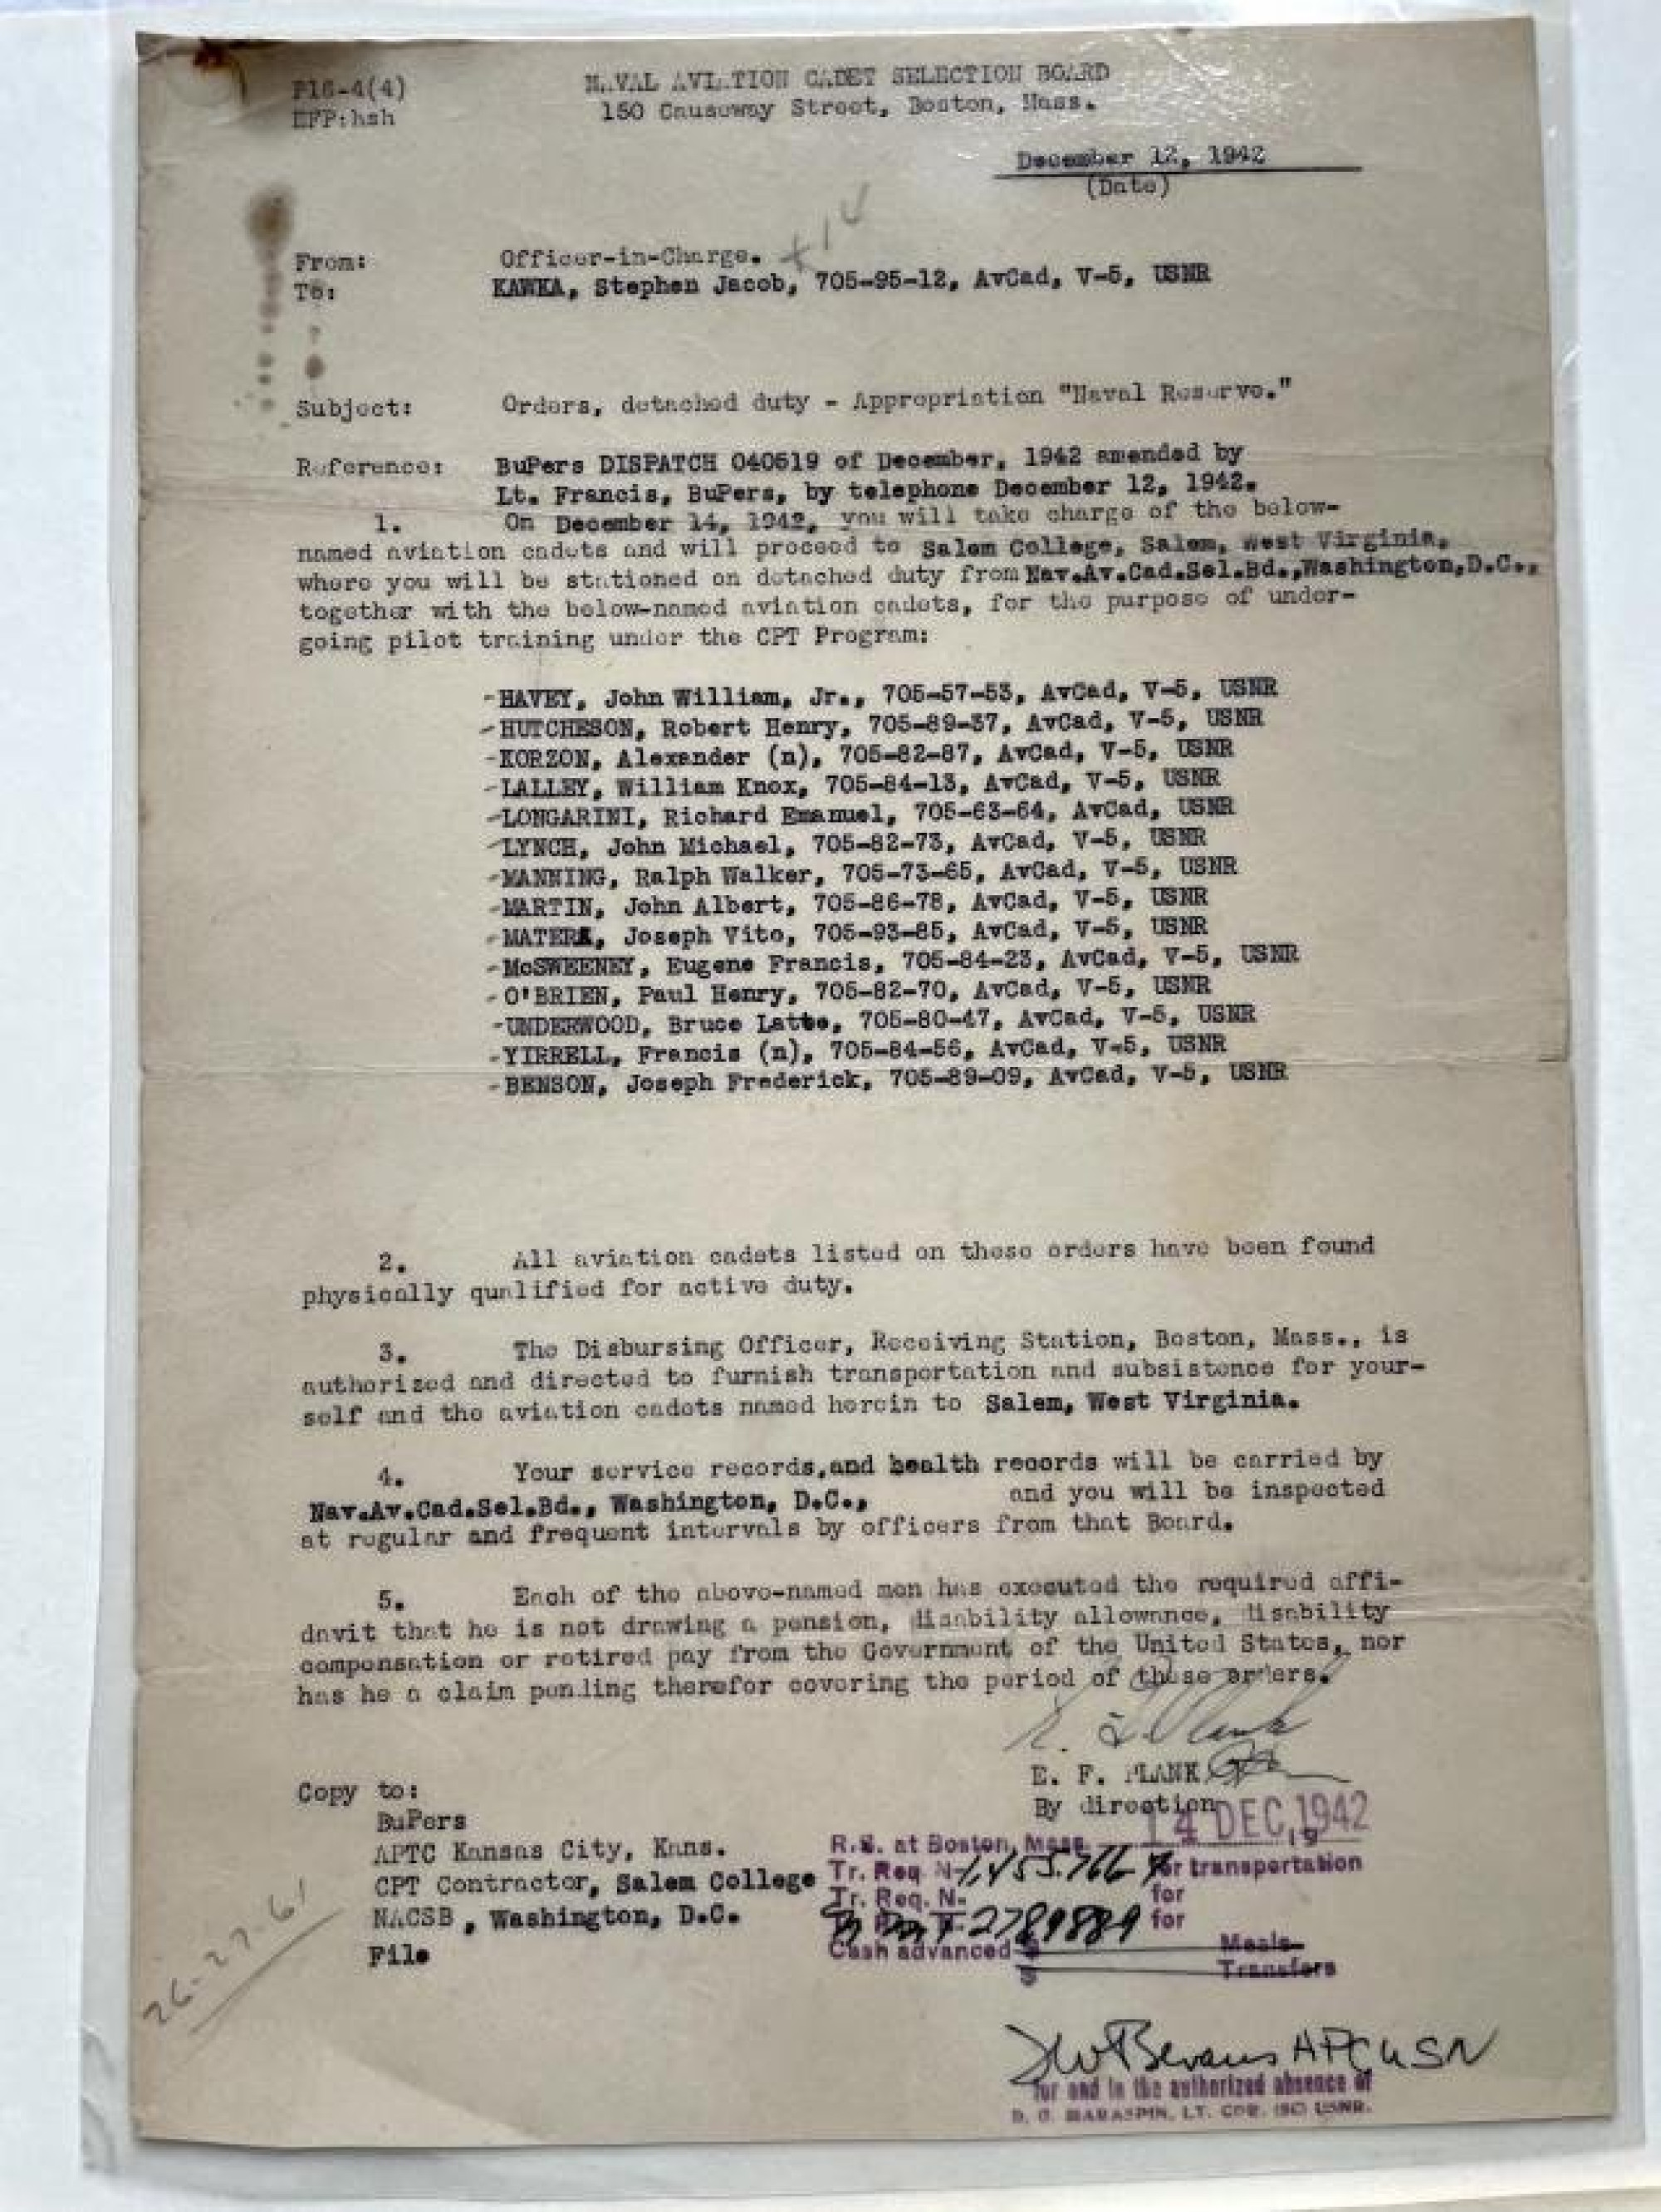 P16-4(4)
EFP:hsh
NAVAL AVIATION CADET SELECTION BOARD
150 Causeway Street, Boston, Mass.
December 12, 1942
(Date)
+14
From: Officer-in-Charge.
To: KAWKA, Stephen Jacob, 705-95-12, AvCad, V-5, USNR
Subject: Orders, detached duty - Appropriation "Naval Reserve."
Reference: BuPers DISPATCH 040519 of December, 1942 amended by
Lt. Francis, BuPers, by telephone December 12, 1942.
1. On December 14, 1942, you will take charge of the below-
named aviation cadets and will proceed to Salem College, Salem, West Virginia,
where you will be stationed on detached duty from Nav.Av.Cad.Sel.Bd.,Washington,D.C.,
together with the below-named aviation cadets, for the purpose of under-
going pilot training under the CPT Program:
-HAVEY, John William, Jr., 705-57-53, AvCad, V-5, USNR
-HUTCHESON, Robert Henry, 705-89-37, AvCad, V-5, USNR
-KORZON, Alexander (n), 705-82-87, AvCad, V-5, USNR
-LALLEY, William Knox, 705-84-13, AvCad, V-5, USNR
-LONGARINI, Richard Emanuel, 705-63-64, AvCad, USNR
-LYNCH, John Michael, 705-82-73, AvCad, V-5, USNR
-MANNING, Ralph Walker, 705-73-65, AvCad, V-5, USNR
-MARTIN, John Albert, 705-86-78, AvCad, V-5, USNR
-MATERA, Joseph Vito, 705-93-85, AvCad, V-5, USNR
-McSWEENEY, Eugene Francis, 705-84-23, AvCad, V-5, USNR
-O'BRIEN, Paul Henry, 705-82-70, AvCad, V-5, USNR
-UNDERWOOD, Bruce Latte, 705-80-47, AvCad, V-5, USNR
-YIRRELL, Francis (n), 705-84-56, AvCad, V-5, USNR
-BENSON, Joseph Frederick, 705-89-09, AvCad, V-5, USNR
2. All aviation cadets listed on these orders have been found
physically qualified for active duty.
3. The Disbursing Officer, Receiving Station, Boston, Mass., is
authorized and directed to furnish transportation and subsistence for your-
self and the aviation cadets named herein to Salem, West Virginia.
4. Your service records,and health records will be carried by
Nav.Av.Cad.Sel.Bd., Washington, D.C., and you will be inspected
at regular and frequent intervals by officers from that Board.
5. Each of the above-named men has executed the required affi-
davit that he is not drawing a pension, disability allowance, disability
compensation or retired pay from the Government of the United States, nor
has he a claim pending therefor covering the period of these orders.
E. F. PLANK
By direction
14 DEC, 1942
Copy to:
BuPers
APTC Kansas City, Kans.
CPT Contractor, Salem College
NACSB , Washington, D.C.
File
R.S. at Boston, Mass 19
Tr. Req. N- 1,453.766 for transportation
Tr. Req. N- for
2789889 for
Cash advanced $ Meals
$ Transfers
26-27-61
Bevans APC USN
for and in the authorized absence of
D. G. MARASPIN, LT. CDR. (SC) USNR.